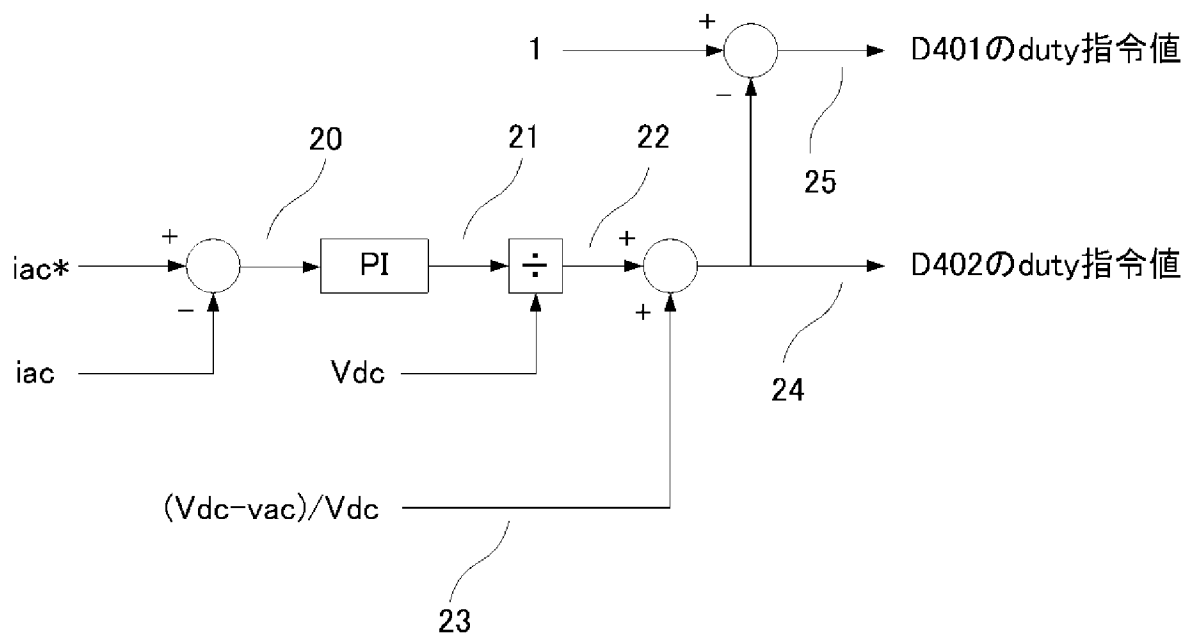 1
+
−
D401のduty指令値
25
20
21
22
iac*
+
−
PI
÷
+
+
D402のduty指令値
iac
Vdc
24
(Vdc-vac)/Vdc
23